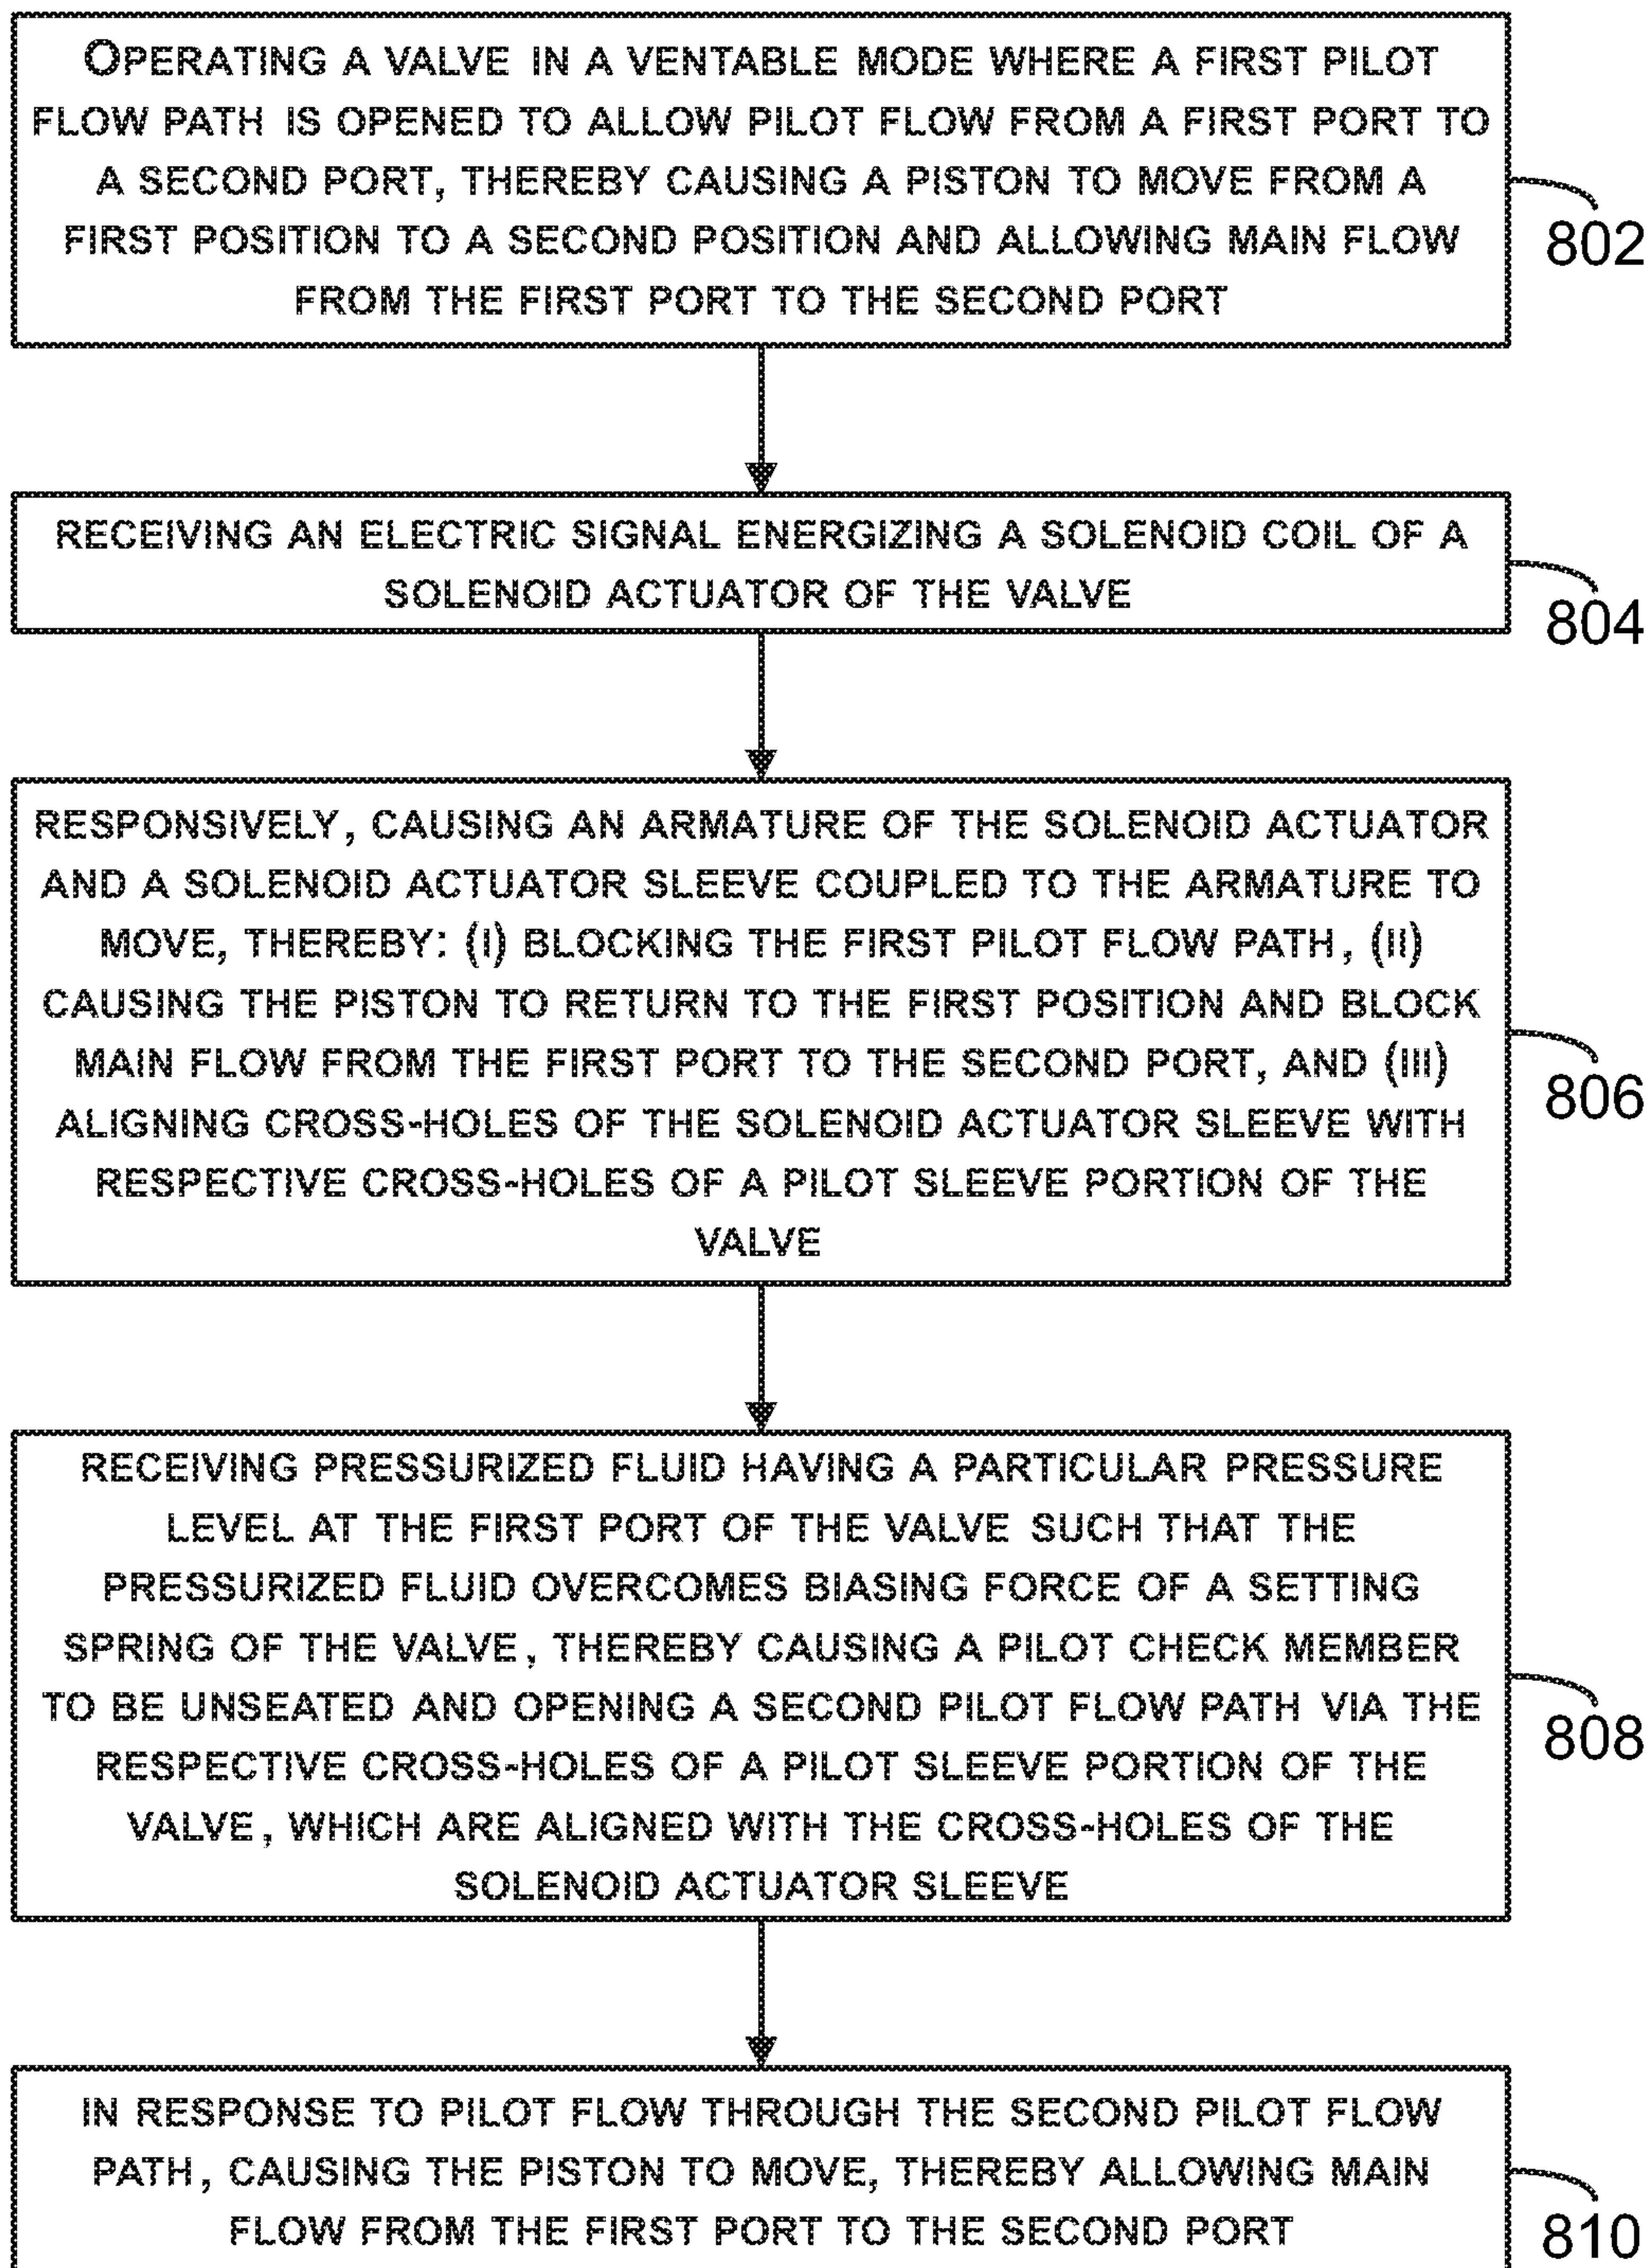 OPERATING A VALVE IN A VENTABLE MODE WHERE A FIRST PILOT
FLOW PATH IS OPENED TO ALLOW PILOT FLOW FROM A FIRST PORT TO
A SECOND PORT, THEREBY CAUSING A PISTON TO MOVE FROM A
FIRST POSITION TO A SECOND POSITION AND ALLOWING MAIN FLOW
FROM THE FIRST PORT TO THE SECOND PORT
802
RECEIVING AN ELECTRIC SIGNAL ENERGIZING A SOLENOID COIL OF A
SOLENOID ACTUATOR OF THE VALVE
804
RESPONSIVELY, CAUSING AN ARMATURE OF THE SOLENOID ACTUATOR
AND A SOLENOID ACTUATOR SLEEVE COUPLED TO THE ARMATURE TO
MOVE, THEREBY: (I) BLOCKING THE FIRST PILOT FLOW PATH, (II)
CAUSING THE PISTON TO RETURN TO THE FIRST POSITION AND BLOCK
MAIN FLOW FROM THE FIRST PORT TO THE SECOND PORT, AND (III)
ALIGNING CROSS-HOLES OF THE SOLENOID ACTUATOR SLEEVE WITH
RESPECTIVE CROSS-HOLES OF A PILOT SLEEVE PORTION OF THE
VALVE
806
RECEIVING PRESSURIZED FLUID HAVING A PARTICULAR PRESSURE
LEVEL AT THE FIRST PORT OF THE VALVE SUCH THAT THE
PRESSURIZED FLUID OVERCOMES BIASING FORCE OF A SETTING
SPRING OF THE VALVE, THEREBY CAUSING A PILOT CHECK MEMBER
TO BE UNSEATED AND OPENING A SECOND PILOT FLOW PATH VIA THE
RESPECTIVE CROSS-HOLES OF A PILOT SLEEVE PORTION OF THE
VALVE, WHICH ARE ALIGNED WITH THE CROSS-HOLES OF THE
SOLENOID ACTUATOR SLEEVE
808
IN RESPONSE TO PILOT FLOW THROUGH THE SECOND PILOT FLOW
PATH, CAUSING THE PISTON TO MOVE, THEREBY ALLOWING MAIN
FLOW FROM THE FIRST PORT TO THE SECOND PORT
810